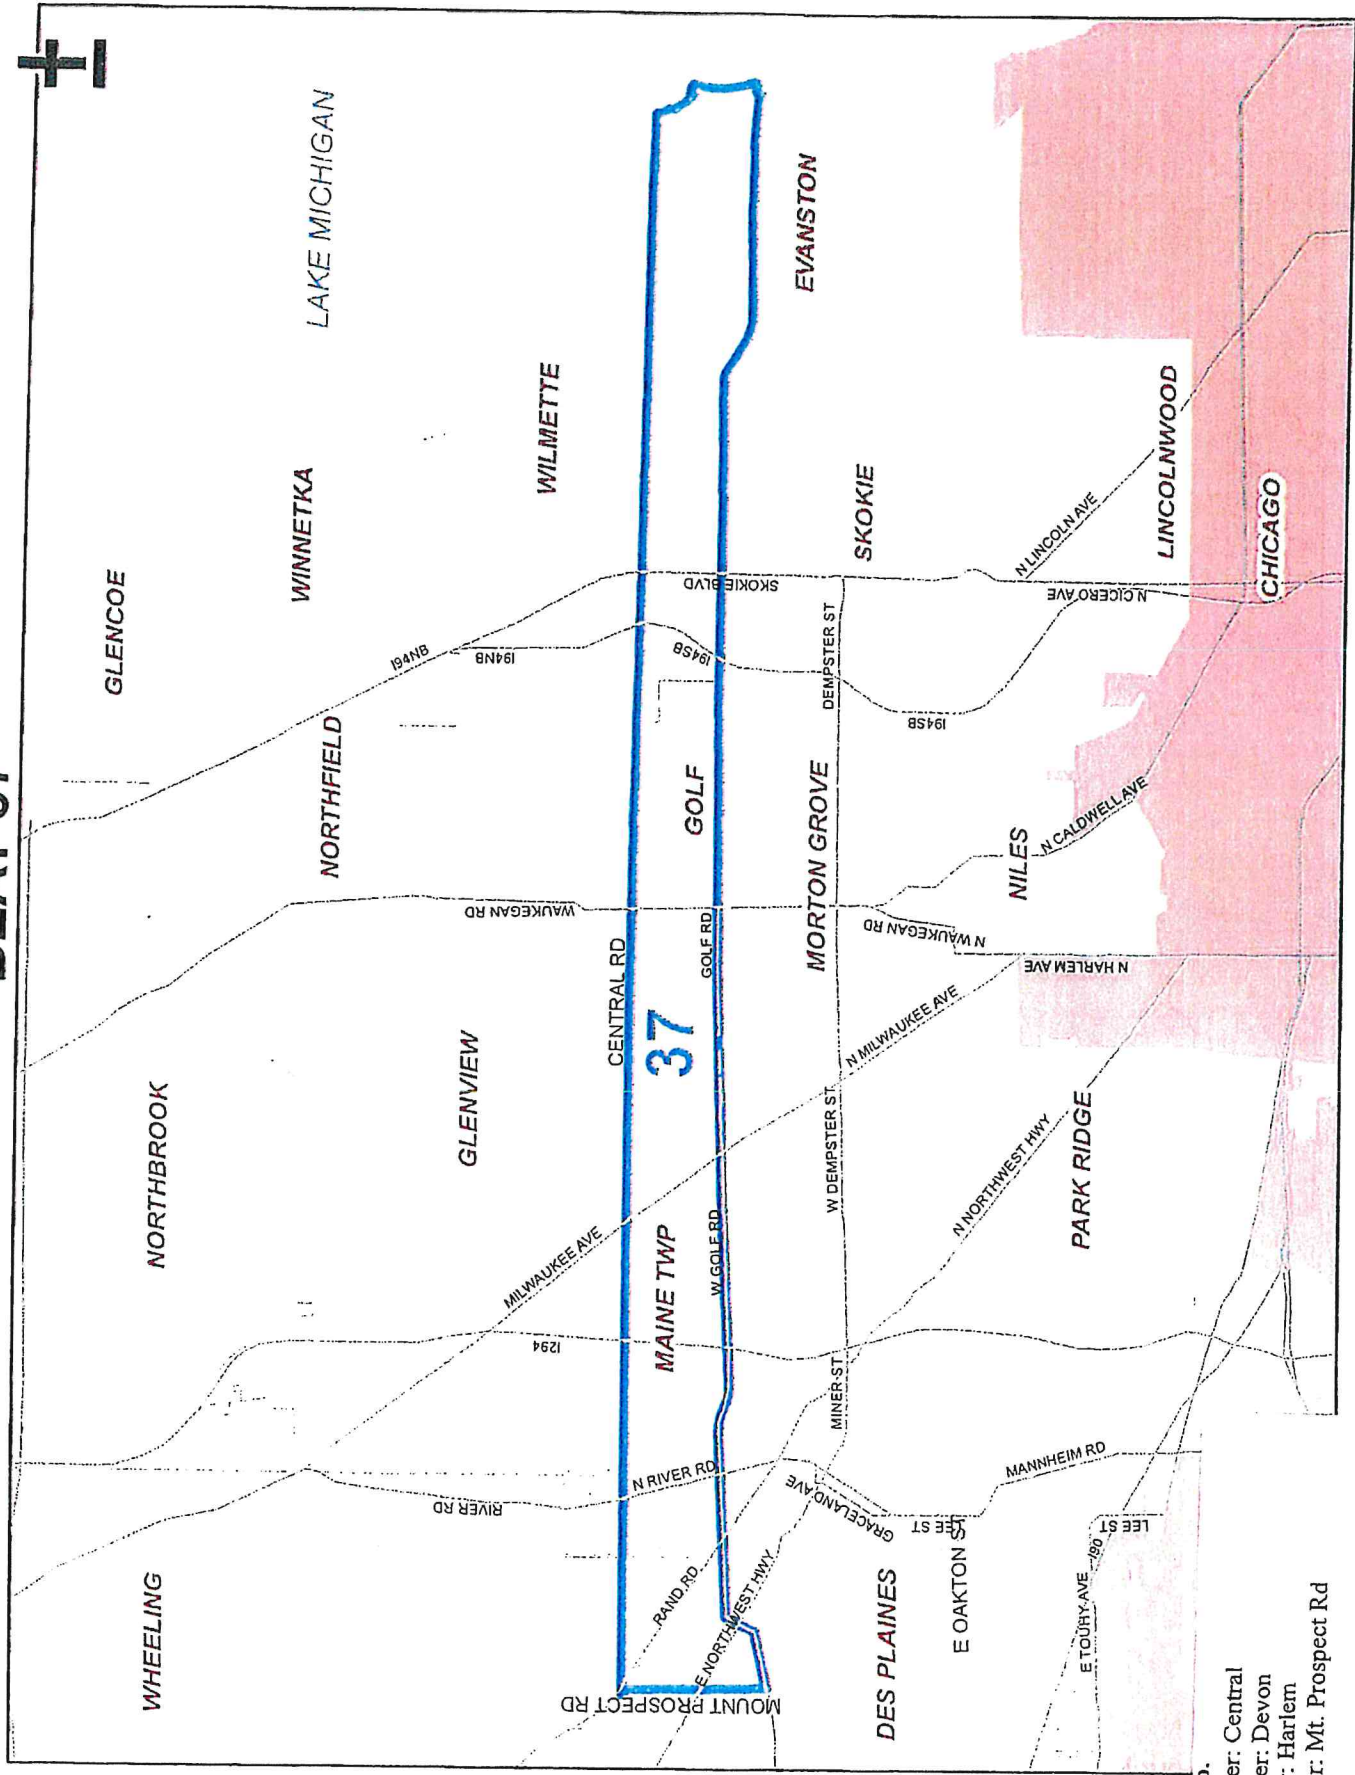 LAKE MICHIGAN
GLENCOE
WINNETKA
WILMETTE
EVANSTON
NORTHFIELD
I94NB
I94NB
SKOKIE BLVD
I94SB
SKOKIE
DEMPSTER ST
I94SB
N LINCOLN AVE
N CICERO AVE
LINCOLNWOOD
CHICAGO
GOLF
MORTON GROVE
NILES
N CALDWELL AVE
WAUKEGAN RD
CENTRAL RD
GOLF RD
37
N WAUKEGAN RD
N HARLEM AVE
N MILWAUKEE AVE
NORTHBROOK
GLENVIEW
MILWAUKEE AVE
MAINE TWP
W GOLF RD
W DEMPSTER ST
N NORTHWEST HWY
PARK RIDGE
I294
MINER ST
RIVER RD
N RIVER RD
GRACELAND AVE
LEE ST
MANNHEIM RD
WHEELING
RAND RD
E NORTHWEST HWY
MOUNT PROSPECT RD
DES PLAINES
E OAKTON ST
E TOUHY AVE
I90
LEE ST
er: Central
er: Devon
: Harlem
r: Mt. Prospect Rd